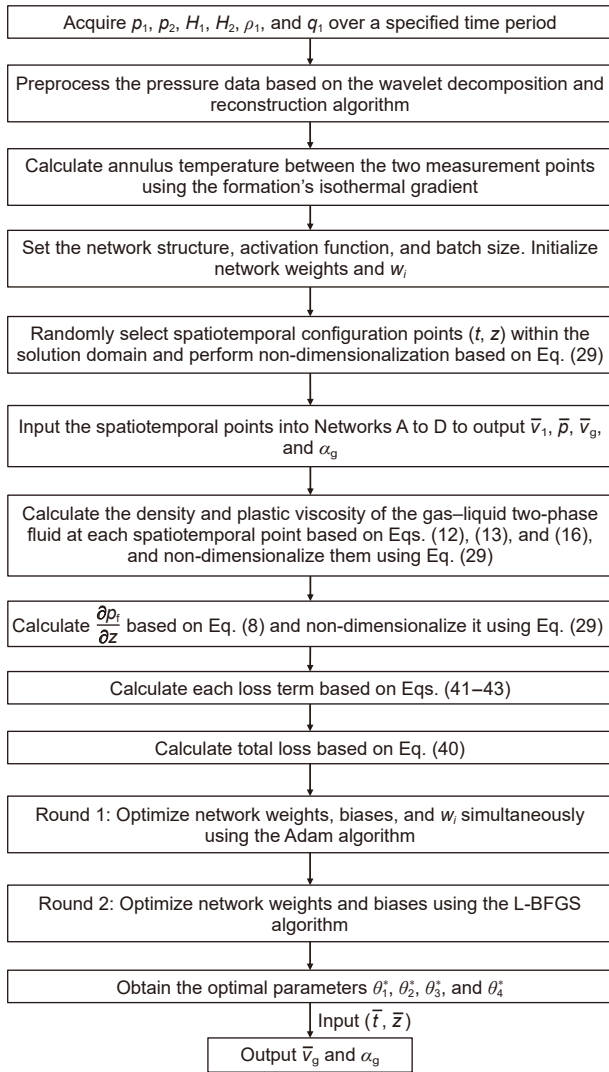 Acquire p₁, p₂, H₁, H₂, ρ₁, and q₁ over a specified time period
Preprocess the pressure data based on the wavelet decomposition and
reconstruction algorithm
Calculate annulus temperature between the two measurement points
using the formation's isothermal gradient
Set the network structure, activation function, and batch size. Initialize
network weights and wᵢ
Randomly select spatiotemporal configuration points (t, z) within the
solution domain and perform non-dimensionalization based on Eq. (29)
Input the spatiotemporal points into Networks A to D to output v̄₁, p̄, v̄g,
and αg
Calculate the density and plastic viscosity of the gas–liquid two-phase
fluid at each spatiotemporal point based on Eqs. (12), (13), and (16),
and non-dimensionalize them using Eq. (29)
Calculate ∂pf/∂z based on Eq. (8) and non-dimensionalize it using Eq. (29)
Calculate each loss term based on Eqs. (41–43)
Calculate total loss based on Eq. (40)
Round 1: Optimize network weights, biases, and wᵢ simultaneously
using the Adam algorithm
Round 2: Optimize network weights and biases using the L-BFGS
algorithm
Obtain the optimal parameters θ₁*, θ₂*, θ₃*, and θ₄*
Input (t̄, z̄)
Output v̄g and αg